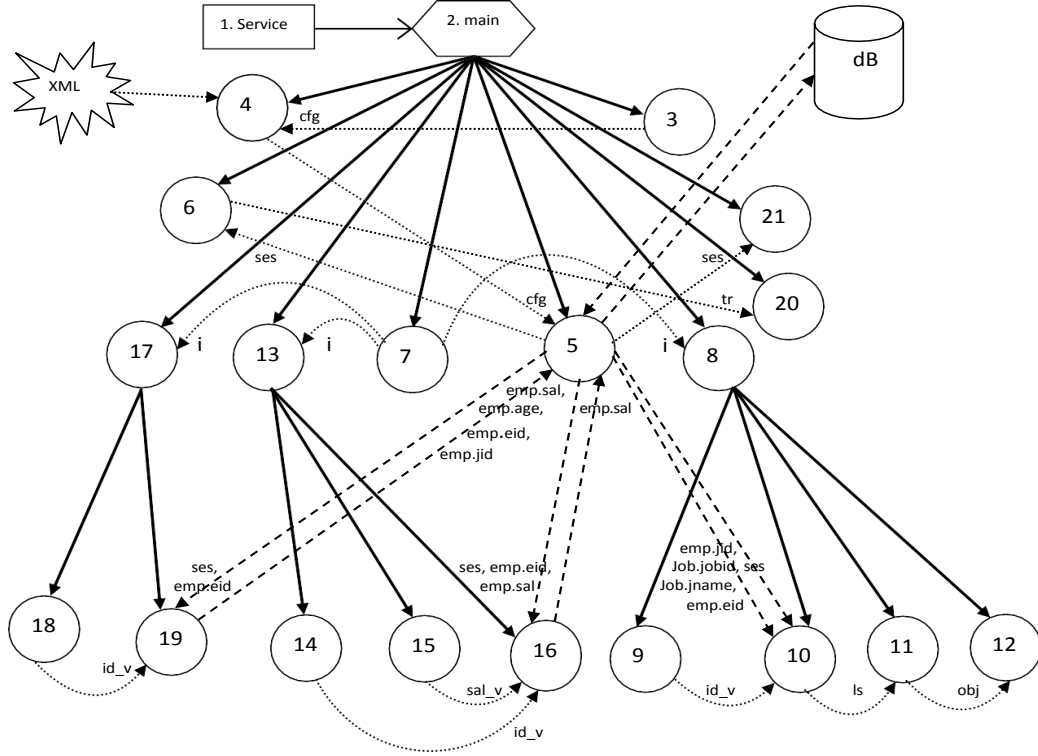 1. Service
2. main
dB
XML
4
cfg
3
6
21
ses
ses
tr
20
cfg
17
i
13
i
7
5
i
8
emp.sal,
emp.age,
emp.sal
emp.eid,
emp.jid
ses,
emp.eid
ses, emp.eid,
emp.sal
emp.jid,
Job.jobid, ses
Job.jname,
emp.eid
18
19
14
15
16
9
10
11
12
id_v
sal_v
id_v
id_v
ls
obj